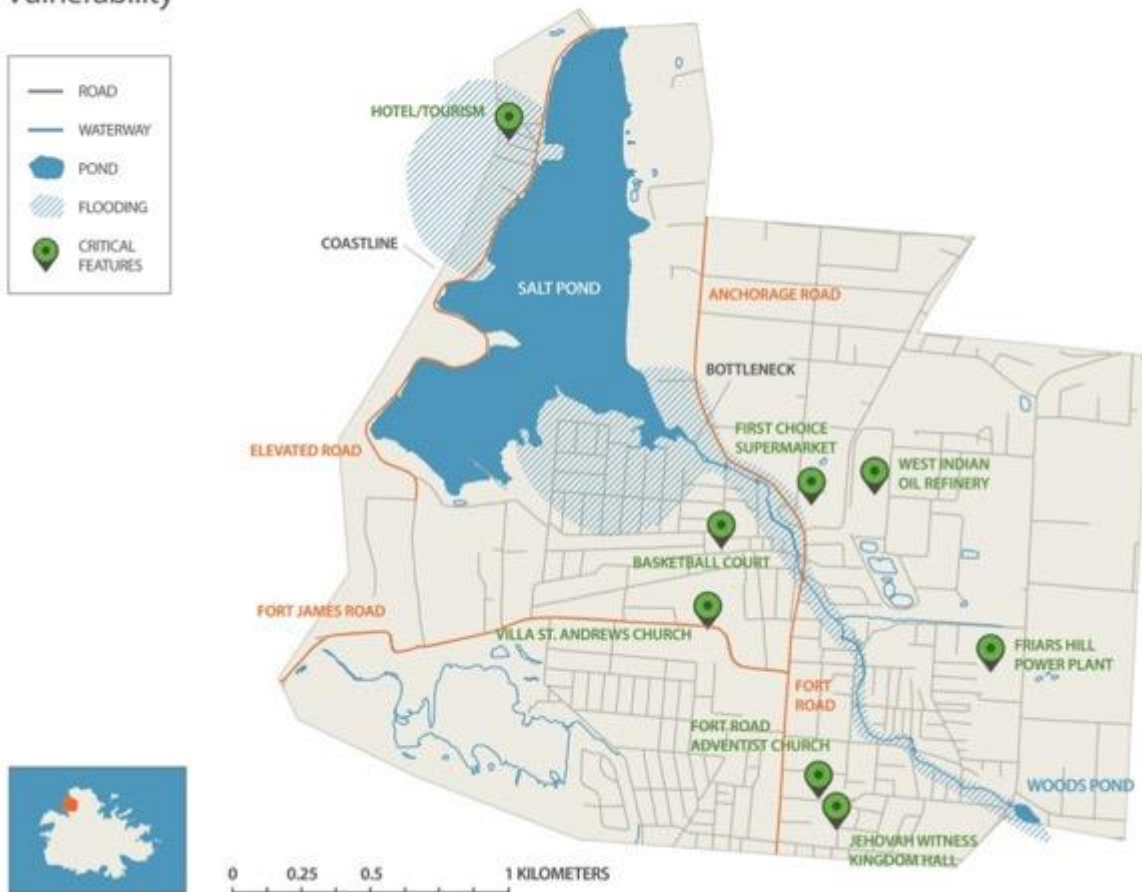 Vulnerability
ROAD
WATERWAY
POND
FLOODING
CRITICAL
FEATURES
HOTEL/TOURISM
COASTLINE
SALT POND
ANCHORAGE ROAD
BOTTLENECK
FIRST CHOICE
SUPERMARKET
ELEVATED ROAD
WEST INDIAN
OIL REFINERY
BASKETBALL COURT
FORT JAMES ROAD
VILLA ST. ANDREWS CHURCH
FRIARS HILL
POWER PLANT
FORT
ROAD
FORT ROAD
ADVENTIST CHURCH
WOODS POND
JEHOVAH WITNESS
KINGDOM HALL
0 0.25 0.5 1 KILOMETERS